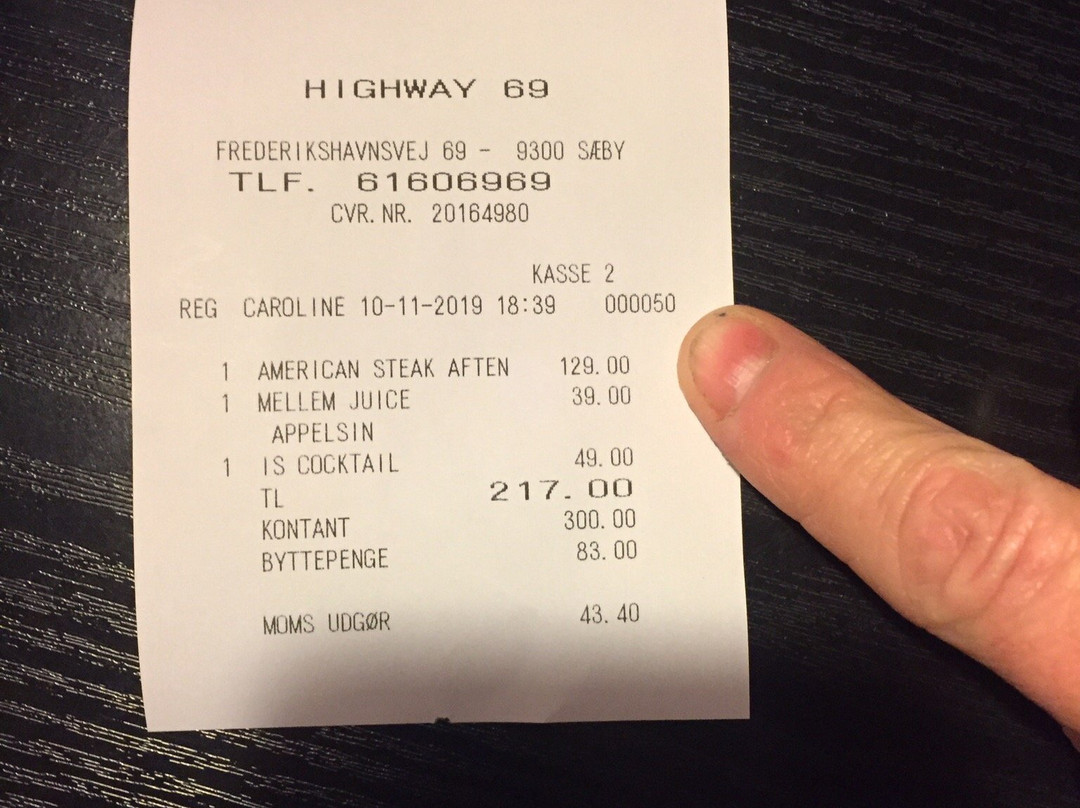 HIGHWAY 69
FREDERIKSHAVNSVEJ 69 - 9300 SÆBY
TLF. 61606969
CVR.NR. 20164980
KASSE 2
REG CAROLINE 10-11-2019 18:39 000050
1 AMERICAN STEAK AFTEN 129.00
1 MELLEM JUICE 39.00
APPELSIN
1 IS COCKTAIL 49.00
TL 217.00
KONTANT 300.00
BYTTEPENGE 83.00
MOMS UDGØR 43.40